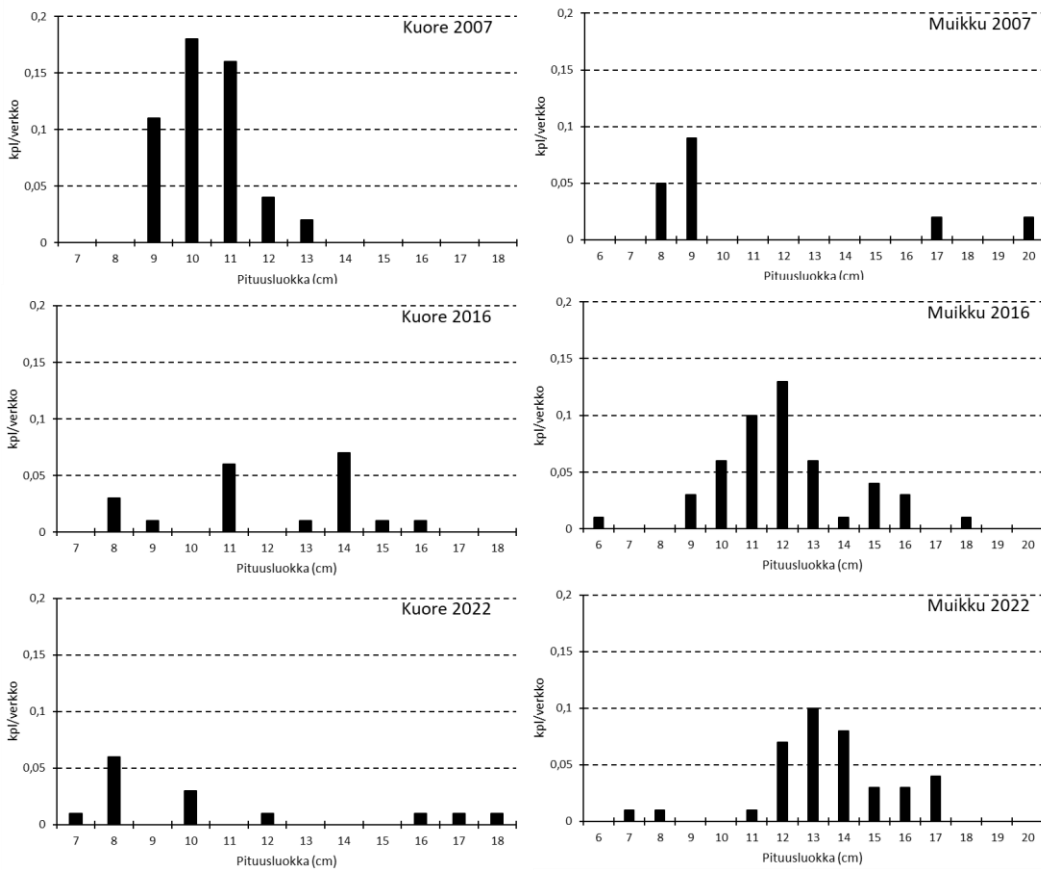 Kuore 2007
kpl/verkko
0,2
0,15
0,1
0,05
0
7 8 9 10 11 12 13 14 15 16 17 18
Pituusluokka (cm)
Muikku 2007
kpl/verkko
0,2
0,15
0,1
0,05
0
6 7 8 9 10 11 12 13 14 15 16 17 18 19 20
Pituusluokka (cm)
Kuore 2016
kpl/verkko
0,2
0,15
0,1
0,05
0
7 8 9 10 11 12 13 14 15 16 17 18
Pituusluokka (cm)
Muikku 2016
kpl/verkko
0,2
0,15
0,1
0,05
0
6 7 8 9 10 11 12 13 14 15 16 17 18 19 20
Pituusluokka (cm)
Kuore 2022
kpl/verkko
0,2
0,15
0,1
0,05
0
7 8 9 10 11 12 13 14 15 16 17 18
Pituusluokka (cm)
Muikku 2022
kpl/verkko
0,2
0,15
0,1
0,05
0
6 7 8 9 10 11 12 13 14 15 16 17 18 19 20
Pituusluokka (cm)